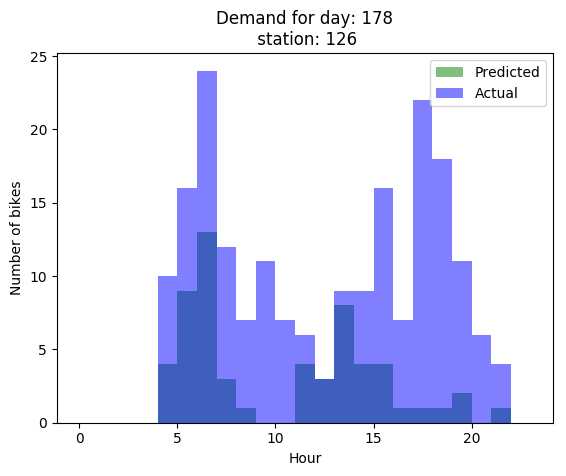 Demand for day: 178
station: 126
Predicted
Actual
Number of bikes
25
20
15
10
5
0
0
5
10
15
20
Hour